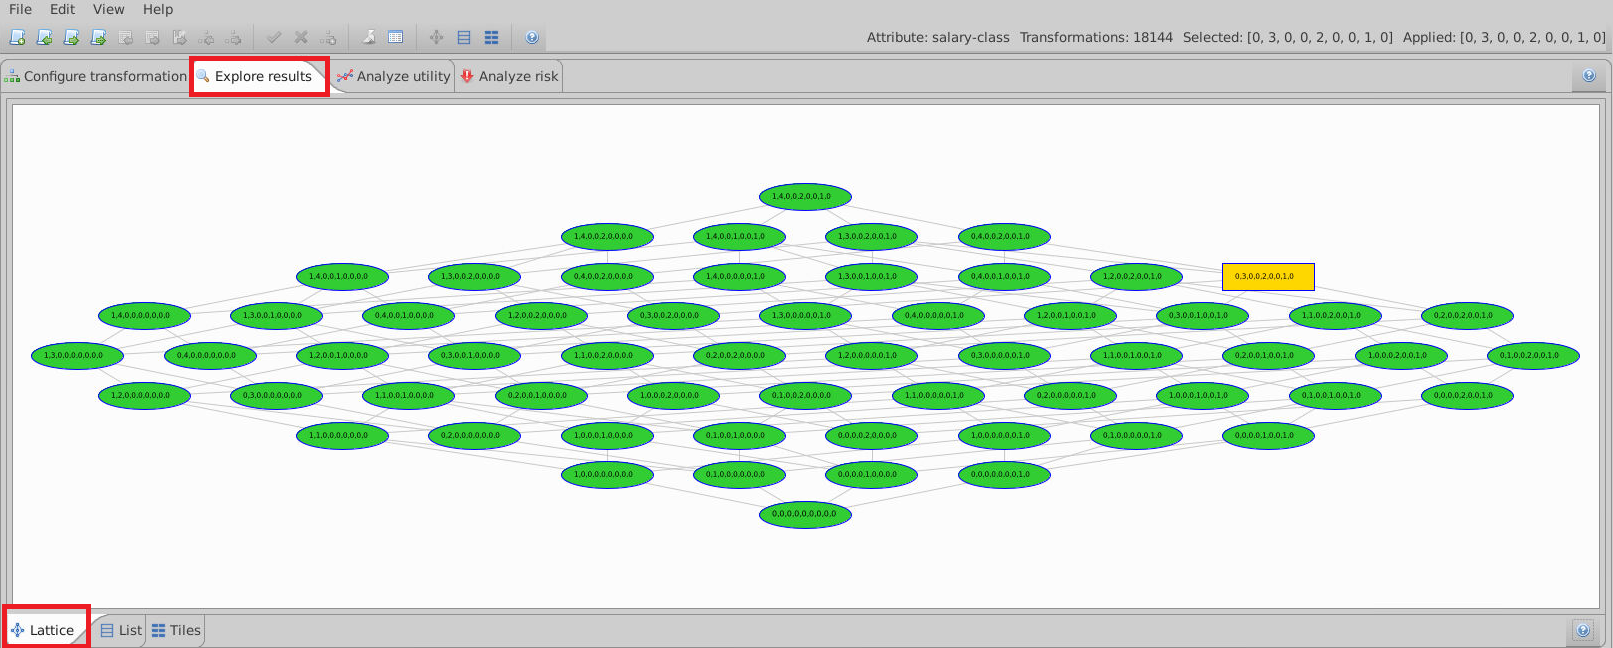 File Edit View Help
Attribute: salary-class Transformations: 18144 Selected: [0, 3, 0, 0, 2, 0, 0, 1, 0] Applied: [0, 3, 0, 0, 2, 0, 0, 1, 0]
Configure transformation Explore results Analyze utility Analyze risk
1,4,0,0,2,0,0,1,0
1,4,0,0,2,0,0,0,0 1,4,0,0,1,0,0,1,0 1,3,0,0,2,0,0,1,0 0,4,0,0,2,0,0,1,0
1,4,0,0,1,0,0,0,0 1,3,0,0,2,0,0,0,0 0,4,0,0,2,0,0,0,0 1,4,0,0,0,0,0,1,0 1,3,0,0,1,0,0,1,0 0,4,0,0,1,0,0,1,0 1,2,0,0,2,0,0,1,0 0,3,0,0,2,0,0,1,0
1,4,0,0,0,0,0,0,0 1,3,0,0,1,0,0,0,0 0,4,0,0,1,0,0,0,0 1,2,0,0,2,0,0,0,0 0,3,0,0,2,0,0,0,0 1,3,0,0,0,0,0,1,0 0,4,0,0,0,0,0,1,0 1,2,0,0,1,0,0,1,0 0,3,0,0,1,0,0,1,0 1,1,0,0,2,0,0,1,0 0,2,0,0,2,0,0,1,0
1,3,0,0,0,0,0,0,0 0,4,0,0,0,0,0,0,0 1,2,0,0,1,0,0,0,0 0,3,0,0,1,0,0,0,0 1,1,0,0,2,0,0,0,0 0,2,0,0,2,0,0,0,0 1,2,0,0,0,0,0,1,0 0,3,0,0,0,0,0,1,0 1,1,0,0,1,0,0,1,0 0,2,0,0,1,0,0,1,0 1,0,0,0,2,0,0,1,0 0,1,0,0,2,0,0,1,0
1,2,0,0,0,0,0,0,0 0,3,0,0,0,0,0,0,0 1,1,0,0,1,0,0,0,0 0,2,0,0,1,0,0,0,0 1,0,0,0,2,0,0,0,0 0,1,0,0,2,0,0,0,0 1,1,0,0,0,0,0,1,0 0,2,0,0,0,0,0,1,0 1,0,0,0,1,0,0,1,0 0,1,0,0,1,0,0,1,0 0,0,0,0,2,0,0,1,0
1,1,0,0,0,0,0,0,0 0,2,0,0,0,0,0,0,0 1,0,0,0,1,0,0,0,0 0,1,0,0,1,0,0,0,0 0,0,0,0,2,0,0,0,0 1,0,0,0,0,0,0,1,0 0,1,0,0,0,0,0,1,0 0,0,0,0,1,0,0,1,0
1,0,0,0,0,0,0,0,0 0,1,0,0,0,0,0,0,0 0,0,0,0,1,0,0,0,0 0,0,0,0,0,0,0,1,0
0,0,0,0,0,0,0,0,0
Lattice List Tiles